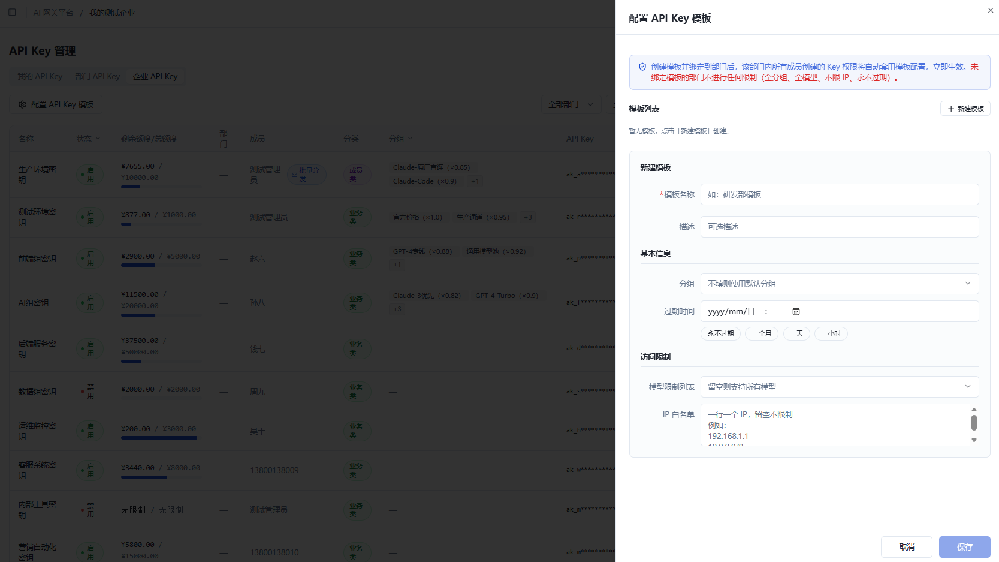 AI 网关平台 / 我的测试企业
API Key 管理
我的 API Key 部门 API Key 企业 API Key
配置 API Key 模板
全部部门
名称 状态 剩余额度/总额度 部门 成员 分类 分组 API Key
生产环境密钥 启用 ¥7655.00 / ¥10000.00 — 测试管理员 批量分发 成员类 Claude-原厂直连 (×0.85) Claude-Code (×0.9) +1 ak_a***********
测试环境密钥 启用 ¥877.00 / ¥1000.00 — 测试管理员 业务类 官方价格 (×1.0) 生产通道 (×0.95) +3 ak_r***********
前端组密钥 启用 ¥2900.00 / ¥5000.00 — 赵六 业务类 GPT-4专线 (×0.88) 通用模型池 (×0.92) +1 ak_p***********
AI组密钥 启用 ¥11500.00 / ¥20000.00 — 孙八 业务类 Claude-3优先 (×0.82) GPT-4-Turbo (×0.9) +3 ak_f***********
后端服务密钥 启用 ¥37500.00 / ¥50000.00 — 钱七 业务类 — ak_d***********
数据组密钥 禁用 ¥2000.00 / ¥2000.00 — 周九 业务类 — ak_s***********
运维监控密钥 启用 ¥200.00 / ¥3000.00 — 吴十 业务类 — ak_h***********
客服系统密钥 启用 ¥3440.00 / ¥8000.00 — 13800138009 业务类 — ak_w***********
内部工具密钥 禁用 无限制 / 无限制 — 测试管理员 业务类 — ak_m***********
营销自动化密钥 启用 ¥5800.00 / ¥15000.00 — 13800138010 业务类 — ak_m***********
配置 API Key 模板
创建模板并绑定到部门后，该部门内所有成员创建的 Key 权限将自动套用模板配置，立即生效。未
绑定模板的部门不进行任何限制（全分组、全模型、不限 IP、永不过期）。
模板列表
+ 新建模板
暂无模板，点击「新建模板」创建。
新建模板
*模板名称 如：研发部模板
描述 可选描述
基本信息
分组 不填则使用默认分组
过期时间 yyyy/mm/日 --:--
永不过期 一个月 一天 一小时
访问限制
模型限制列表 留空则支持所有模型
IP 白名单 一行一个 IP，留空不限制
例如：
192.168.1.1
取消 保存